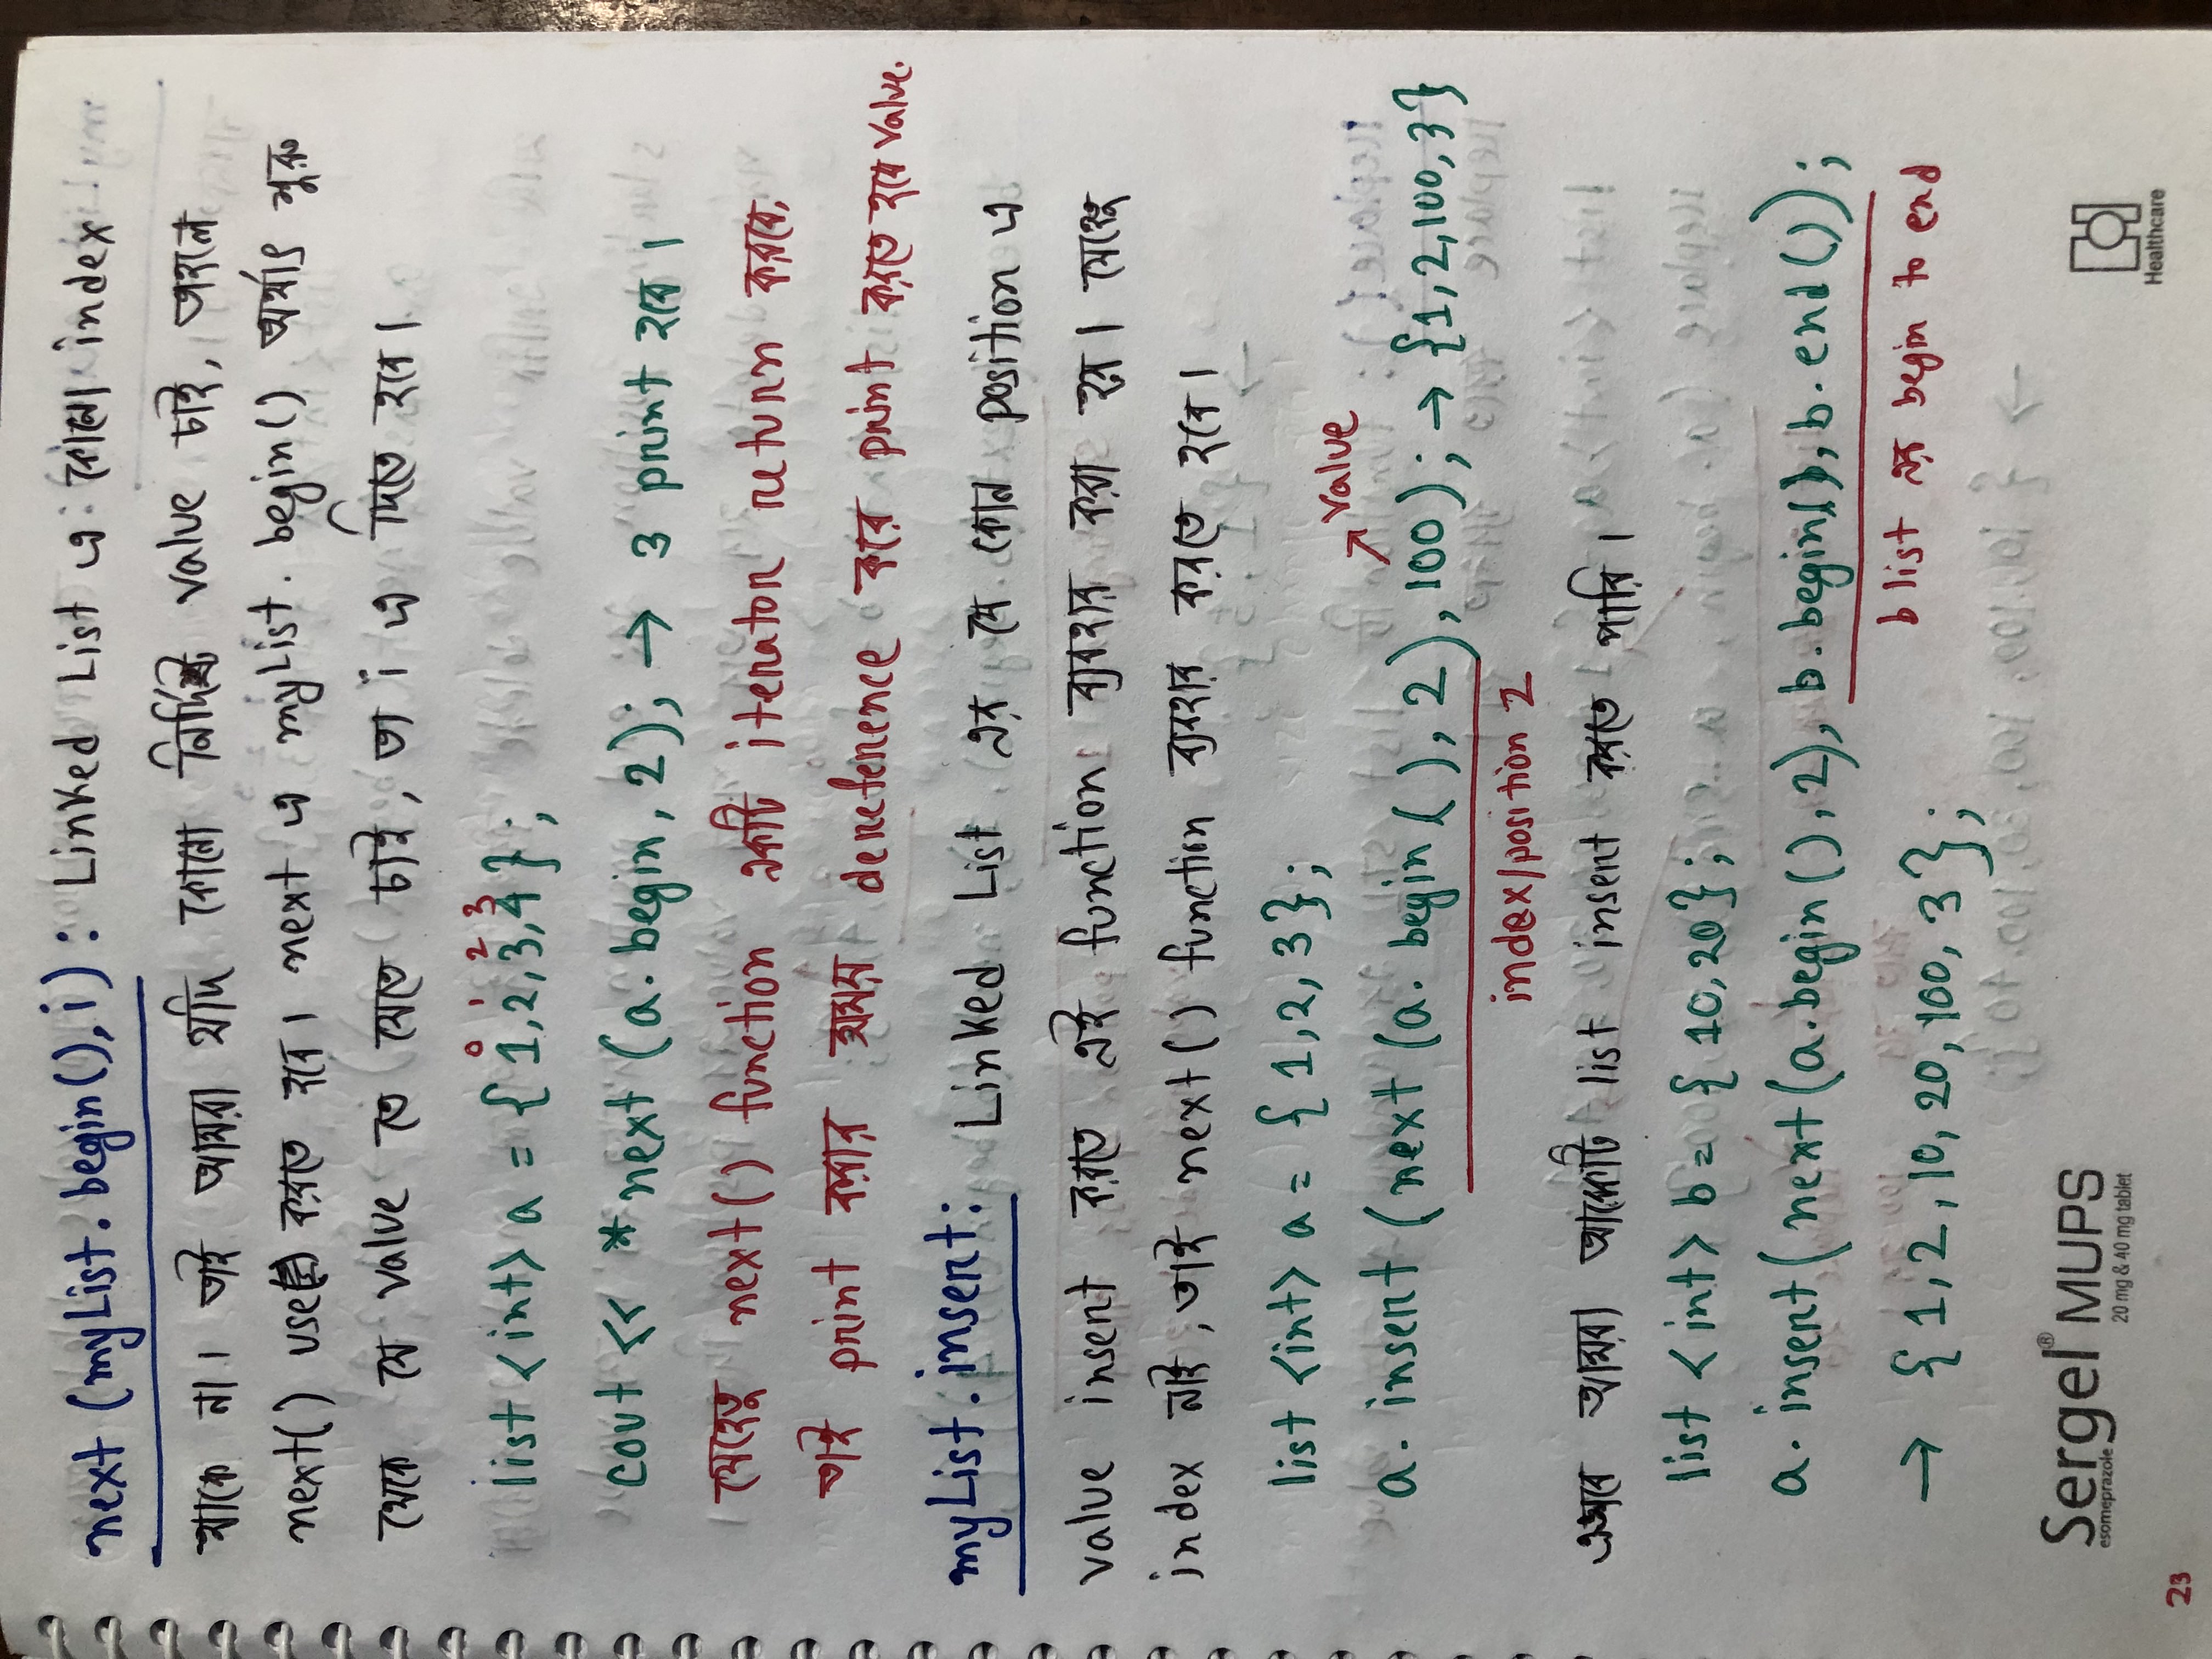 next (myList.begin(), i) : Linked List এ কোনো index
থাকে না। তাই আমরা যদি কোনো নির্দিষ্ট value চাই, তাহলে
next() use করতে হবে। next এ myList.begin() অর্থাৎ শুরু
থেকে যে value তে যেতে চাই, তা i এ দিতে হবে।
0 1 2 3
list <int> a = { 1,2,3,4 };
cout << *next (a.begin, 2); → 3 print হবে।
যেহেতু next() function একটি iterator return করবে,
তাই print করার সময় dereference করে print করতে হবে value.
myList.insert: Linked List এর যে কোন position এ
value insert করতে এই function ব্যবহার করা হয়। যেহেতু
index নাই, তাই next() function ব্যবহার করতে হবে।
list <int> a = { 1,2,3};
value
a. insert (next (a. begin ( ), 2), 100 ); → {1,2,100,3}
index/position 2
এভাবে আমরা আরেকটি list insert করতে পারি।
list <int> b = { 10,20};
a. insert( next (a.begin (), 2), b. begin(), b.end ());
b list এর begin to end
→ { 1,2,10,20,100, 3 };
Sergel® MUPS
esomeprazole
20 mg & 40 mg tablet
Healthcare
23